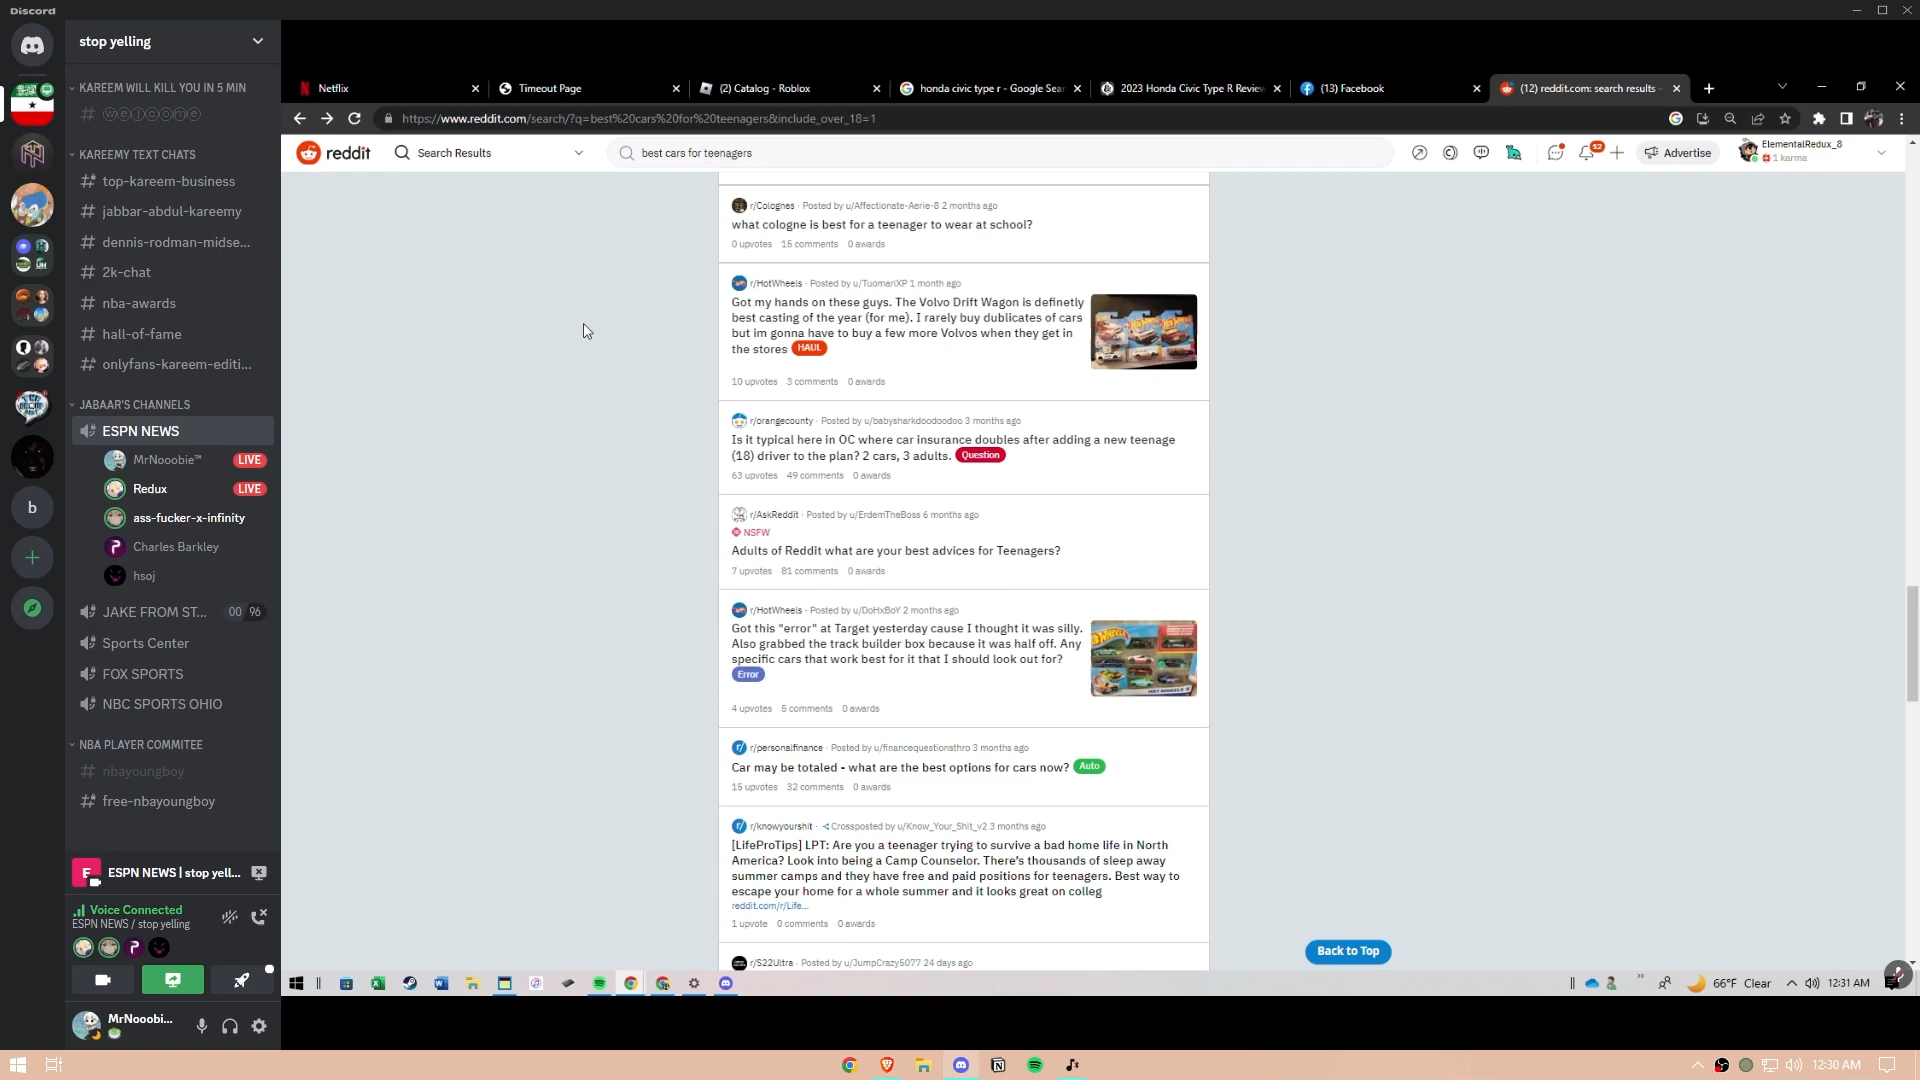 Discord
stop yelling
KAREEM WILL KILL YOU IN 5 MIN
ⓦⓔⓛⓒⓞⓜⓔ
KAREEMY TEXT CHATS
top-kareem-business
jabbar-abdul-kareemy
dennis-rodman-midse...
2k-chat
nba-awards
hall-of-fame
onlyfans-kareem-editi...
JABAAR'S CHANNELS
ESPN NEWS
MrNooobie™ LIVE
Redux LIVE
ass-fucker-x-infinity
Charles Barkley
hsoj
JAKE FROM ST... 00 96
Sports Center
FOX SPORTS
NBC SPORTS OHIO
NBA PLAYER COMMITEE
nbayoungboy
free-nbayoungboy
b
E ESPN NEWS | stop yell...
Voice Connected
ESPN NEWS / stop yelling
MrNooobi...
Netflix
Timeout Page
(2) Catalog - Roblox
honda civic type r - Google Sear
2023 Honda Civic Type R Review
(13) Facebook
(12) reddit.com: search results -
https://www.reddit.com/search/?q=best%20cars%20for%20teenagers&include_over_18=1
reddit
Search Results
best cars for teenagers
12
Advertise
ElementalRedux_8
1 karma
r/Colognes · Posted by u/Affectionate-Aerie-8 2 months ago
what cologne is best for a teenager to wear at school?
0 upvotes 15 comments 0 awards
r/HotWheels · Posted by u/TuomariXP 1 month ago
Got my hands on these guys. The Volvo Drift Wagon is definetly
best casting of the year (for me). I rarely buy dublicates of cars
but im gonna have to buy a few more Volvos when they get in
the stores HAUL
10 upvotes 3 comments 0 awards
r/orangecounty · Posted by u/babysharkdoodoodoo 3 months ago
Is it typical here in OC where car insurance doubles after adding a new teenage
(18) driver to the plan? 2 cars, 3 adults. Question
63 upvotes 49 comments 0 awards
r/AskReddit · Posted by u/ErdemTheBoss 6 months ago
NSFW
Adults of Reddit what are your best advices for Teenagers?
7 upvotes 81 comments 0 awards
r/HotWheels · Posted by u/DoHxBoY 2 months ago
Got this "error" at Target yesterday cause I thought it was silly.
Also grabbed the track builder box because it was half off. Any
specific cars that work best for it that I should look out for?
Error
4 upvotes 5 comments 0 awards
HOT WHEELS
r/personalfinance · Posted by u/financequestionsthro 3 months ago
Car may be totaled - what are the best options for cars now? Auto
15 upvotes 32 comments 0 awards
r/knowyourshit · Crossposted by u/Know_Your_Shit_v2 3 months ago
[LifeProTips] LPT: Are you a teenager trying to survive a bad home life in North
America? Look into being a Camp Counselor. There's thousands of sleep away
summer camps and they have free and paid positions for teenagers. Best way to
escape your home for a whole summer and it looks great on colleg
reddit.com/r/Life...
1 upvote 0 comments 0 awards
r/S22Ultra · Posted by u/JumpCrazy5077 24 days ago
Back to Top
66°F Clear
12:31 AM
12:30 AM